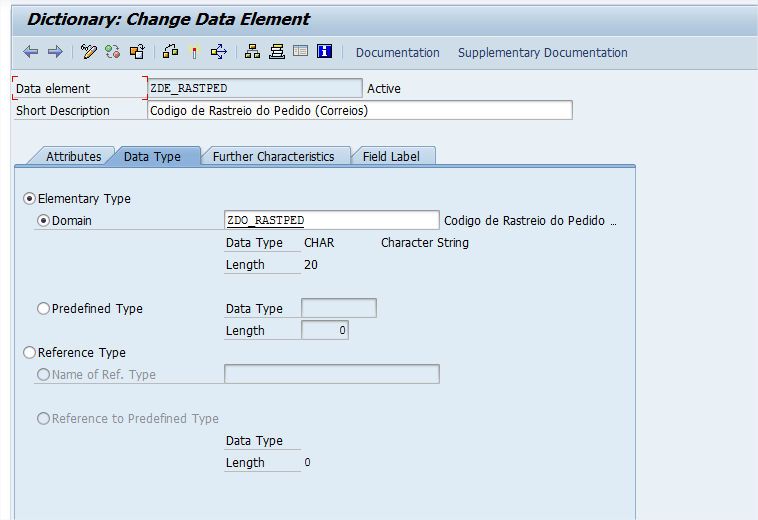 Dictionary: Change Data Element
Documentation Supplementary Documentation
Data element ZDE_RASTPED Active
Short Description Codigo de Rastreio do Pedido (Correios)
Attributes Data Type Further Characteristics Field Label
Elementary Type
Domain ZDO_RASTPED Codigo de Rastreio do Pedido ...
Data Type CHAR Character String
Length 20
Predefined Type Data Type
Length 0
Reference Type
Name of Ref. Type
Reference to Predefined Type
Data Type
Length 0